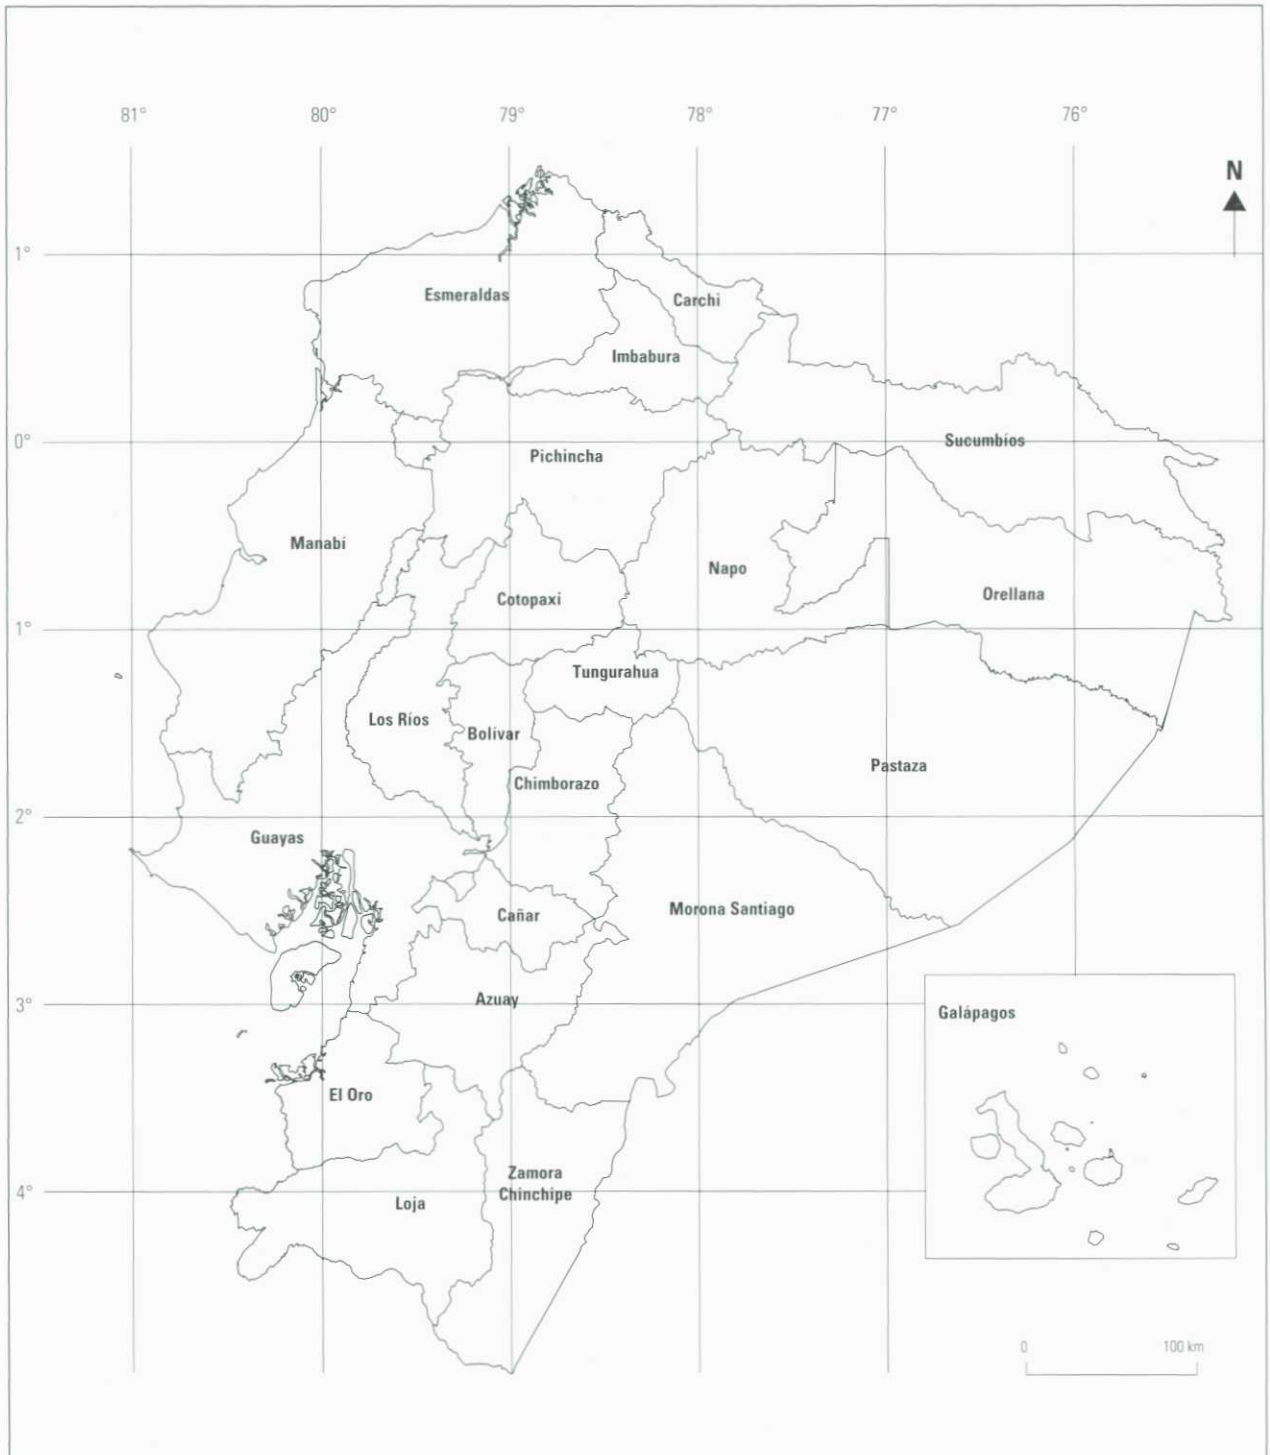 81°
80°
79°
78°
77°
76°
N
1°
Esmeraldas
Carchi
Imbabura
0°
Sucumbíos
Pichincha
Manabí
Napo
Cotopaxi
Orellana
1°
Tungurahua
Los Ríos
Bolívar
Pastaza
Chimborazo
2°
Guayas
Cañar
Morona Santiago
3°
Azuay
Galápagos
El Oro
Zamora
Chinchipe
4°
Loja
0
100 km